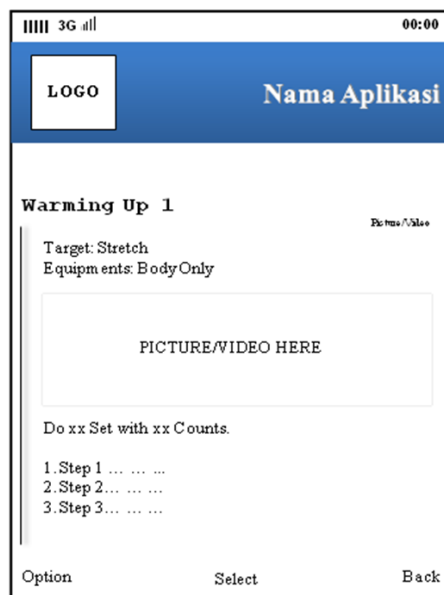 3G 00:00
LOGO
Nama Aplikasi
Warming Up 1
Picture/Video
Target: Stretch
Equipments: Body Only
PICTURE/VIDEO HERE
Do xx Set with xx Counts.
1. Step 1 ... ... ...
2. Step 2... ... ...
3. Step 3... ... ...
Option Select Back